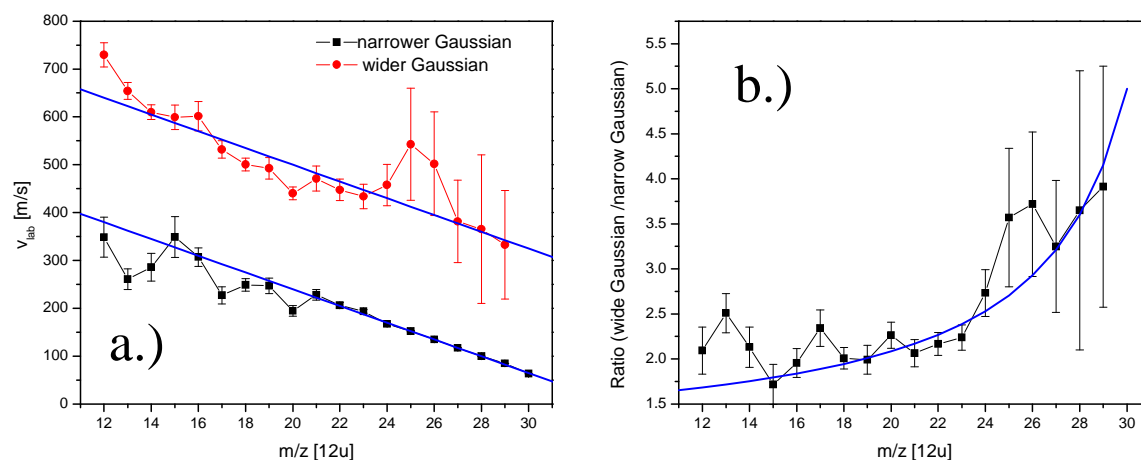 800
700
600
500
400
300
200
100
0
v_lab [m/s]
narrower Gaussian
wider Gaussian
a.)
12 14 16 18 20 22 24 26 28 30
m/z [12u]
5.5
5.0
4.5
4.0
3.5
3.0
2.5
2.0
1.5
Ratio (wide Gaussian /narrow Gaussian)
b.)
12 14 16 18 20 22 24 26 28 30
m/z [12u]